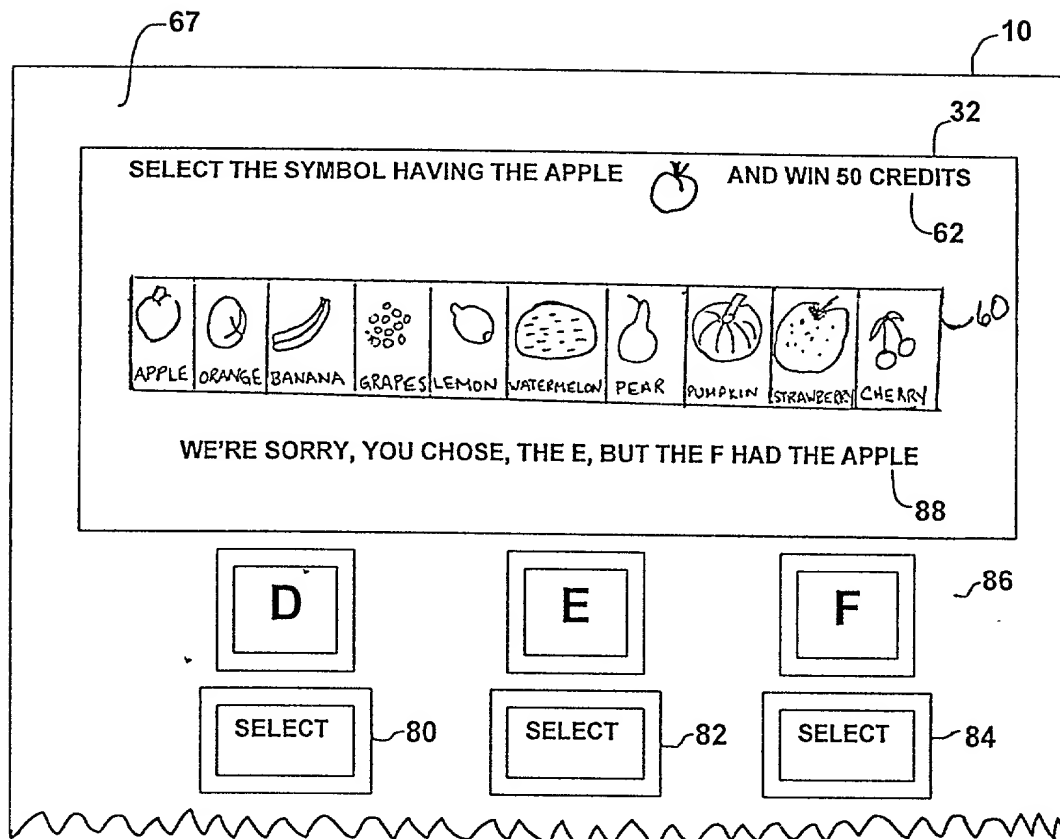 67
10
32
SELECT THE SYMBOL HAVING THE APPLE AND WIN 50 CREDITS
62
60
APPLE ORANGE BANANA GRAPES LEMON WATERMELON PEAR PUMPKIN STRAWBERRY CHERRY
WE'RE SORRY, YOU CHOSE, THE E, BUT THE F HAD THE APPLE
88
D E F
86
SELECT 80 SELECT 82 SELECT 84